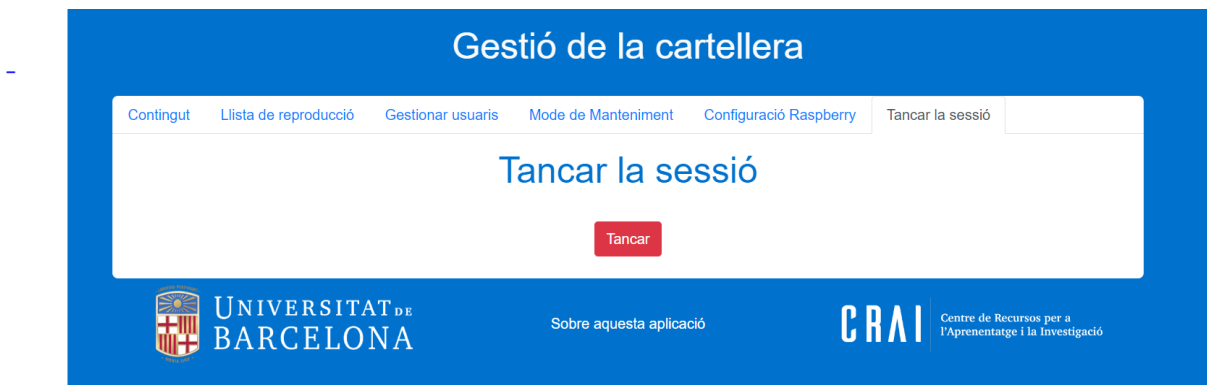 Gestió de la cartellera
Contingut Llista de reproducció Gestionar usuaris Mode de Manteniment Configuració Raspberry Tancar la sessió
Tancar la sessió
Tancar
UNIVERSITAT DE
BARCELONA
Sobre aquesta aplicació
CRAI
Centre de Recursos per a
l'Aprenentatge i la Investigació